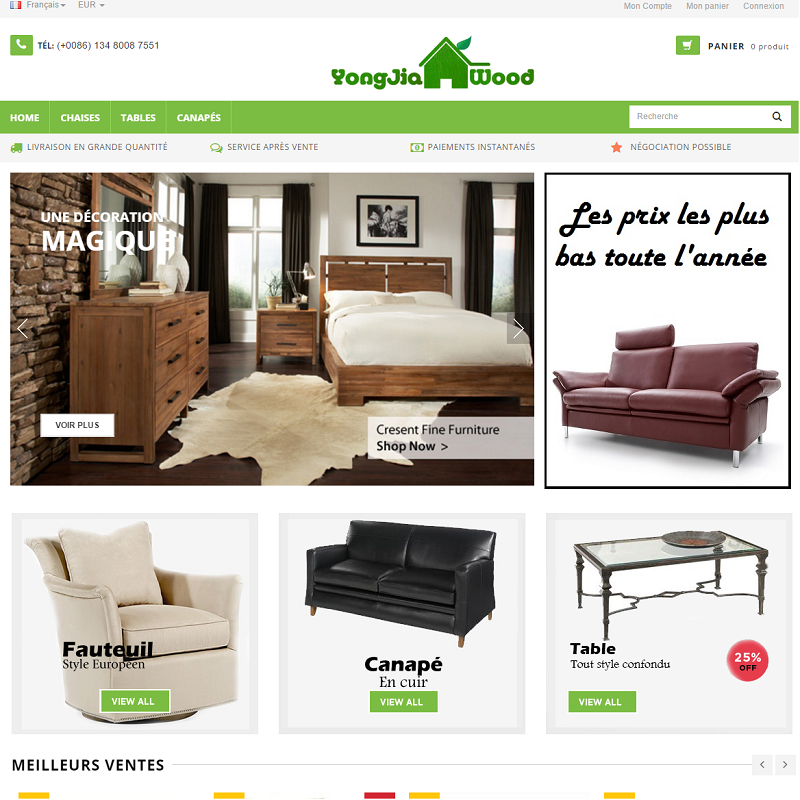 Français
EUR
Mon Compte
Mon panier
Connexion
TÉL: (+0086) 134 8008 7551
YongJia Wood
PANIER 0 produit
HOME
CHAISES
TABLES
CANAPÉS
Recherche
LIVRAISON EN GRANDE QUANTITÉ
SERVICE APRÈS VENTE
PAIEMENTS INSTANTANÉS
NÉGOCIATION POSSIBLE
UNE DÉCORATION
MAGIQUE
VOIR PLUS
Cresent Fine Furniture
Shop Now >
Les prix les plus
bas toute l'année
Fauteuil
Style Européen
VIEW ALL
Canapé
En cuir
VIEW ALL
Table
Tout style confondu
VIEW ALL
25%
OFF
MEILLEURS VENTES